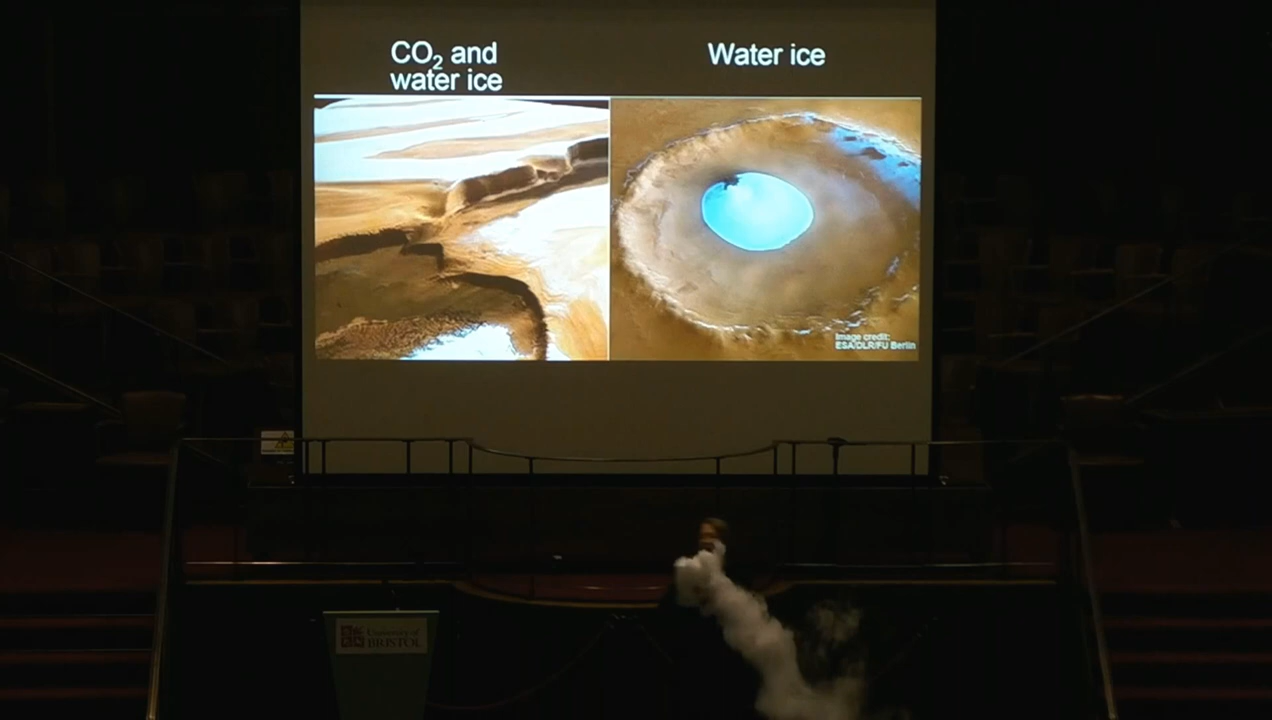 CO₂ and
water ice
Water ice
Image credit:
ESA/DLR/FU Berlin
University of
BRISTOL